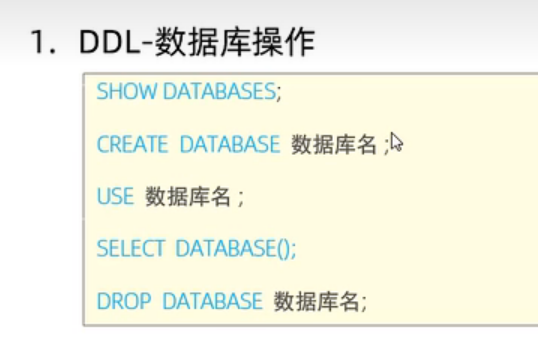 1. DDL-数据库操作
SHOW DATABASES;
CREATE DATABASE 数据库名 ;
USE 数据库名 ;
SELECT DATABASE();
DROP DATABASE 数据库名;